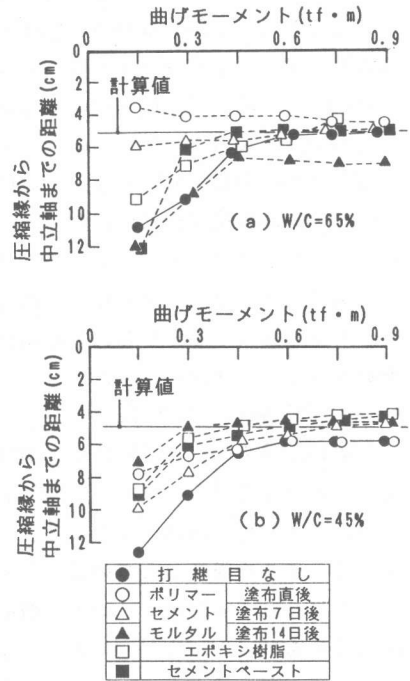 曲げモーメント(tf・m)
0 0.3 0.6 0.9
0
計算値
4
6
8
10
12
圧縮縁から
中立軸までの距離(cm)
(a) W/C=65%
曲げモーメント(tf・m)
0 0.3 0.6 0.9
0
2
計算値
4
6
8
10
12
圧縮縁から
中立軸までの距離(cm)
(b) W/C=45%
● 打継目なし
○ ポリマー 塗布直後
△ セメント 塗布7日後
▲ モルタル 塗布14日後
□ エポキシ樹脂
■ セメントペースト